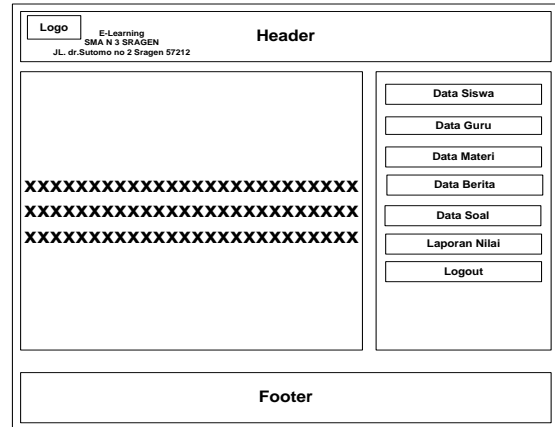 Logo
E-Learning
SMA N 3 SRAGEN
JL. dr.Sutomo no 2 Sragen 57212
Header
XXXXXXXXXXXXXXXXXXXXXXXXXX
XXXXXXXXXXXXXXXXXXXXXXXXXX
XXXXXXXXXXXXXXXXXXXXXXXXXX
Data Siswa
Data Guru
Data Materi
Data Berita
Data Soal
Laporan Nilai
Logout
Footer